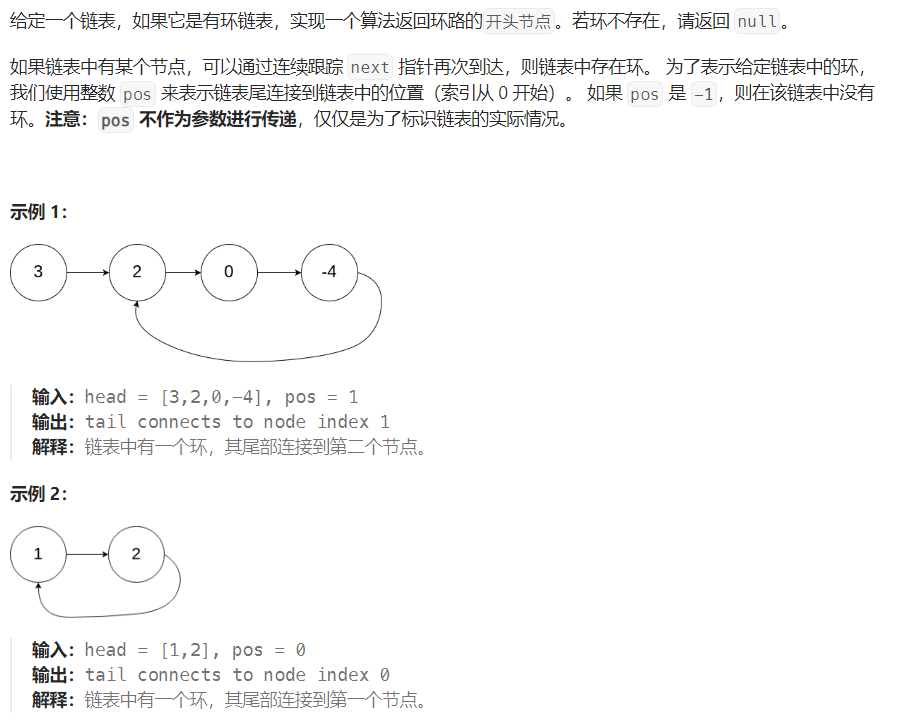 给定一个链表，如果它是有环链表，实现一个算法返回环路的开头节点。若环不存在，请返回 null。
如果链表中有某个节点，可以通过连续跟踪 next 指针再次到达，则链表中存在环。 为了表示给定链表中的环，
我们使用整数 pos 来表示链表尾连接到链表中的位置（索引从 0 开始）。 如果 pos 是 -1，则在该链表中没有
环。注意：pos 不作为参数进行传递，仅仅是为了标识链表的实际情况。
示例 1：
3 2 0 -4
输入：head = [3,2,0,-4], pos = 1
输出：tail connects to node index 1
解释：链表中有一个环，其尾部连接到第二个节点。
示例 2：
1 2
输入：head = [1,2], pos = 0
输出：tail connects to node index 0
解释：链表中有一个环，其尾部连接到第一个节点。